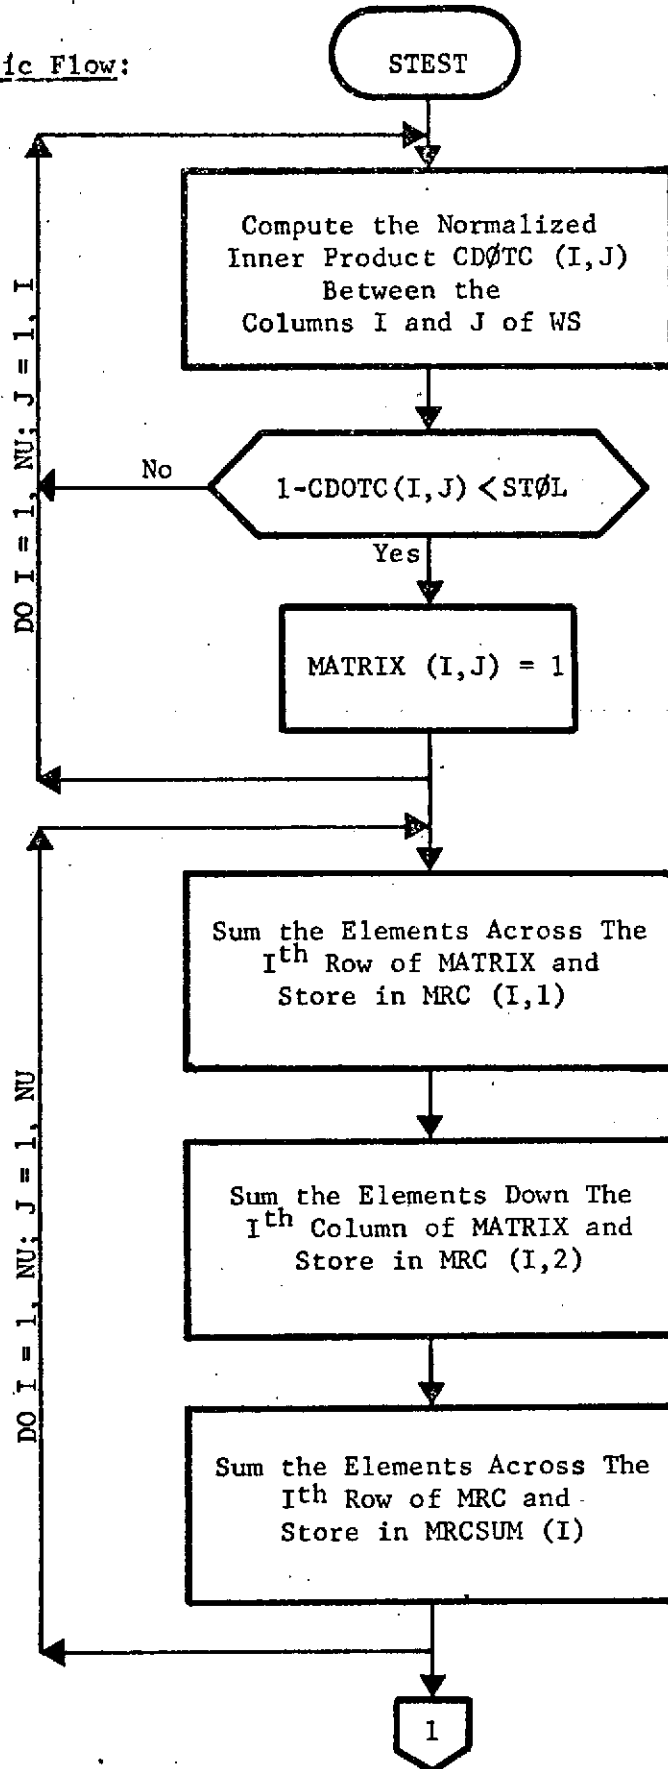 ic Flow:
STEST
Compute the Normalized
Inner Product CDØTC (I,J)
Between the
Columns I and J of WS
DO I = 1, NU; J = 1, I
No
1-CDOTC(I,J) < STØL
Yes
MATRIX (I,J) = 1
Sum the Elements Across The
Ith Row of MATRIX and
Store in MRC (I,1)
DO I = 1, NU; J = 1, NU
Sum the Elements Down The
Ith Column of MATRIX and
Store in MRC (I,2)
Sum the Elements Across The
Ith Row of MRC and
Store in MRCSUM (I)
1